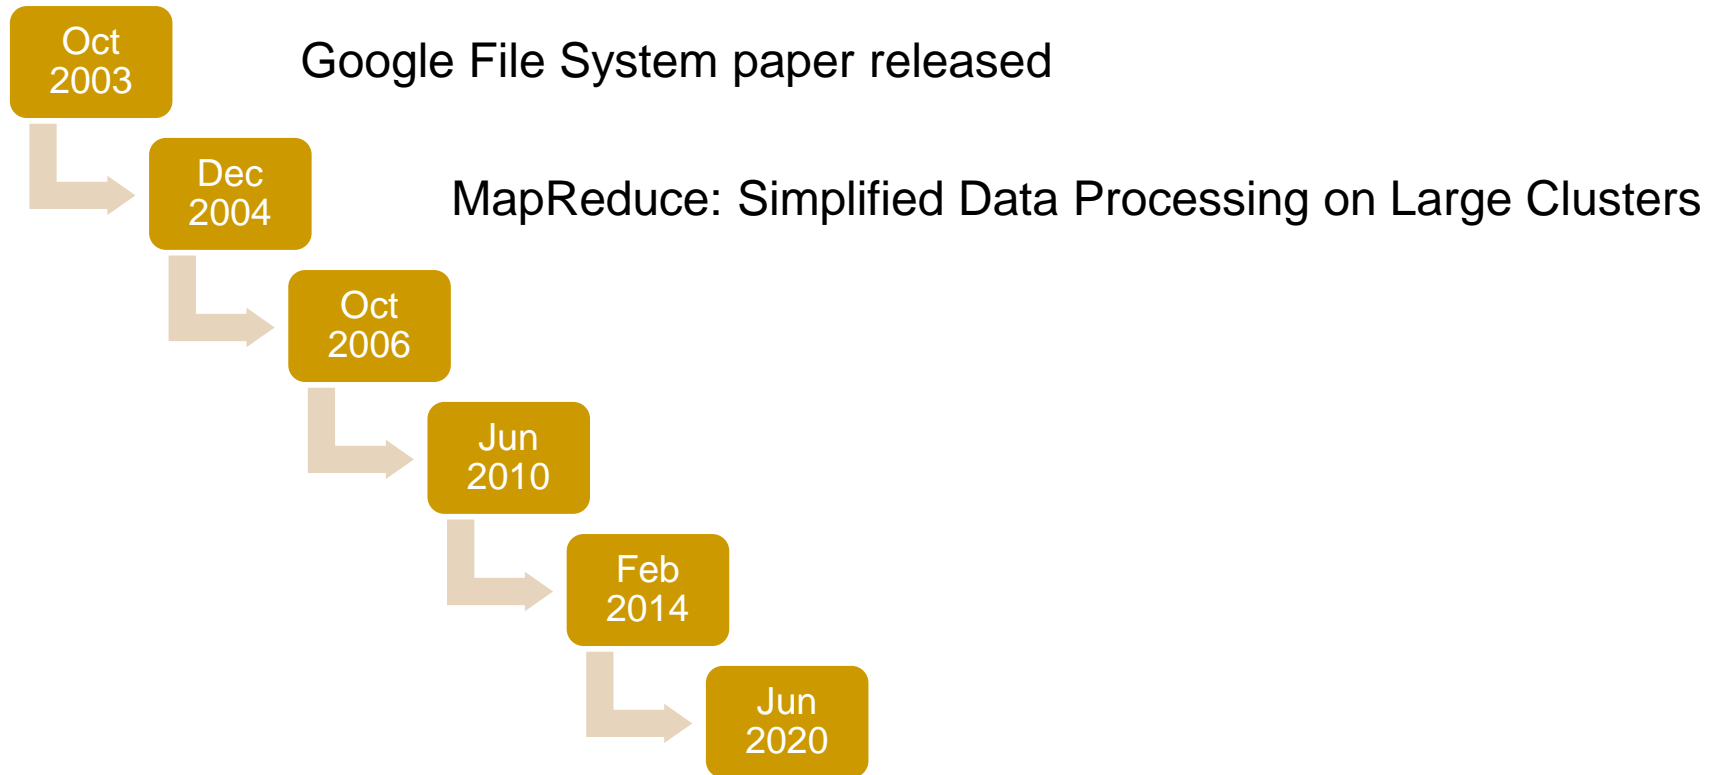 Oct
2003
Google File System paper released
Dec
2004
MapReduce: Simplified Data Processing on Large Clusters
Oct
2006
Jun
2010
Feb
2014
Jun
2020